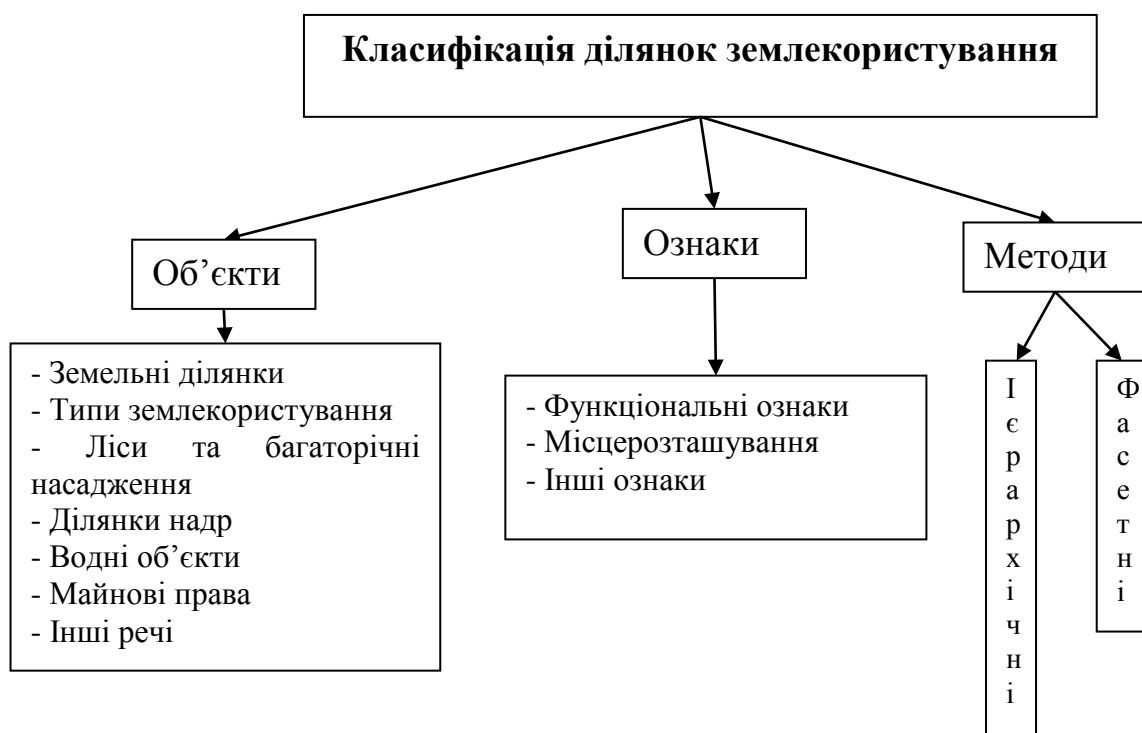 Класифікація ділянок землекористування
Об’єкти
Ознаки
Методи
- Земельні ділянки
- Типи землекористування
- Ліси та багаторічні
насадження
- Ділянки надр
- Водні об’єкти
- Майнові права
- Інші речі
- Функціональні ознаки
- Місцерозташування
- Інші ознаки
Ієрархічні
Фасетні